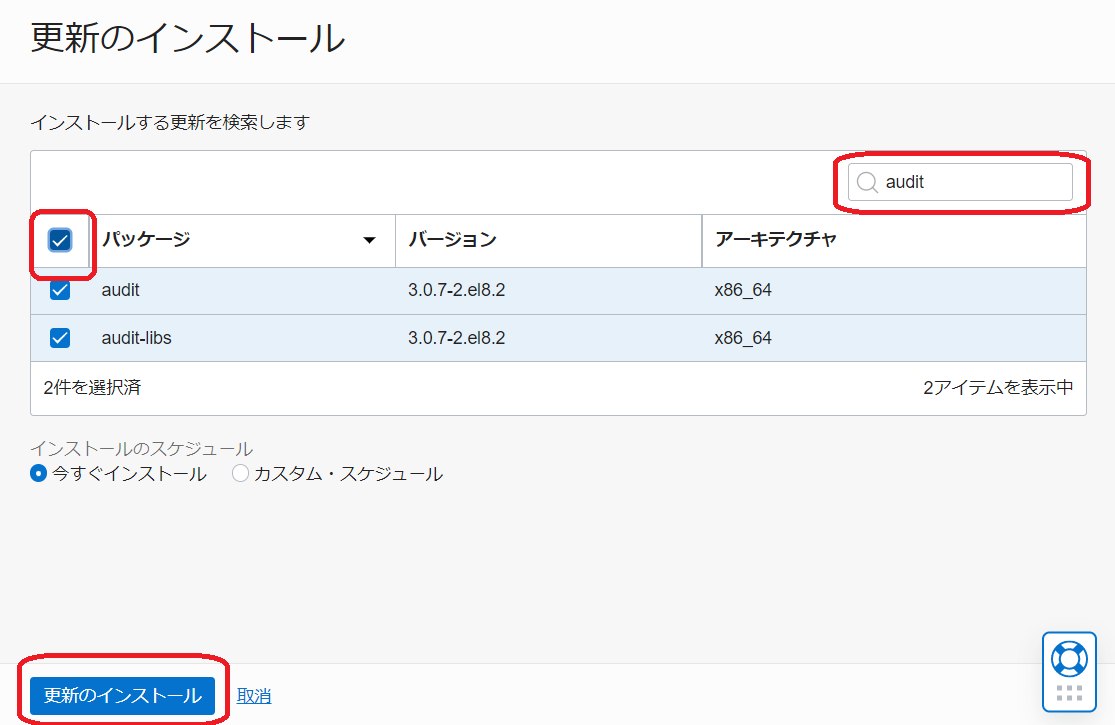 更新のインストール
インストールする更新を検索します
audit
パッケージ バージョン アーキテクチャ
audit 3.0.7-2.el8.2 x86_64
audit-libs 3.0.7-2.el8.2 x86_64
2件を選択済 2アイテムを表示中
インストールのスケジュール
今すぐインストール カスタム・スケジュール
更新のインストール 取消